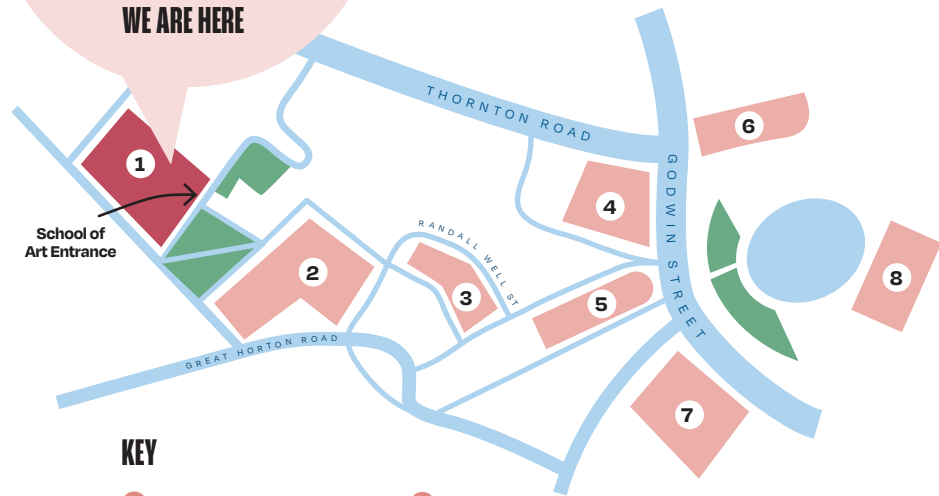 WE ARE HERE
THORNTON ROAD
6
1
GODWIN STREET
4
School of
Art Entrance
RANDALL WELL ST
2
8
3
5
GREAT HORTON ROAD
7
KEY